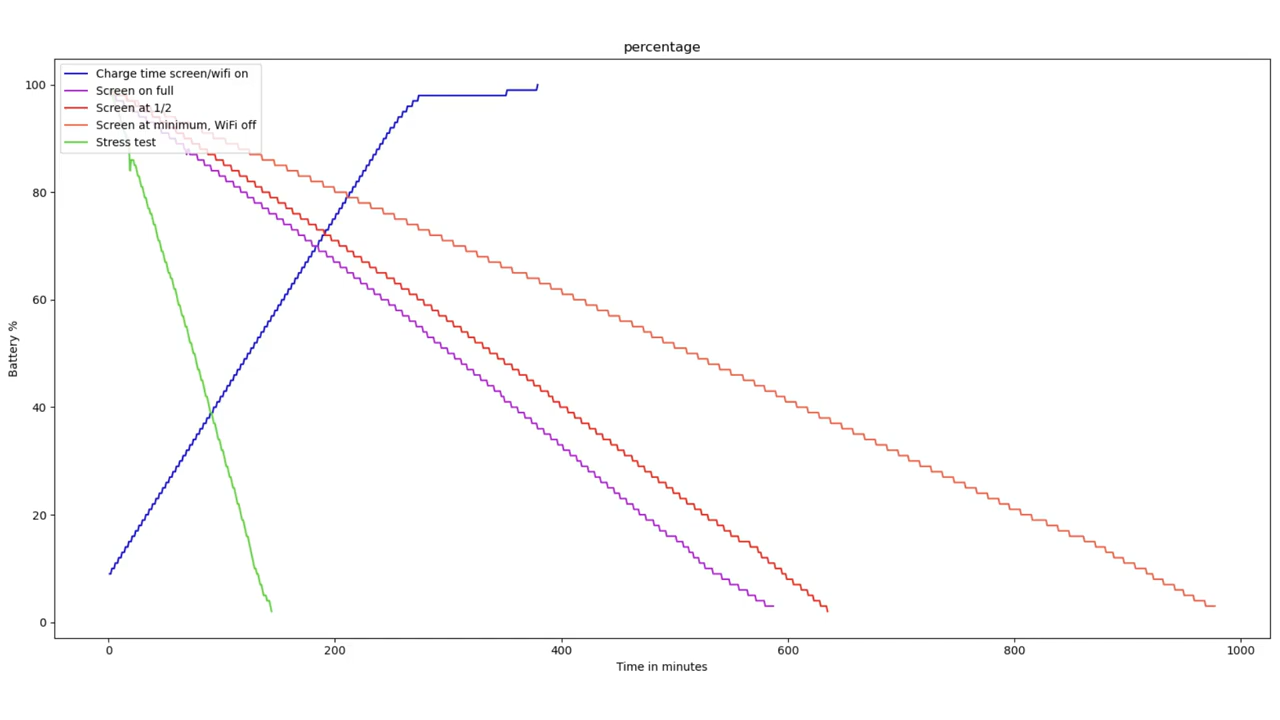 percentage
Charge time screen/wifi on
Screen on full
Screen at 1/2
Screen at minimum, WiFi off
Stress test
100
80
60
40
20
0
Battery %
0 200 400 600 800 1000
Time in minutes